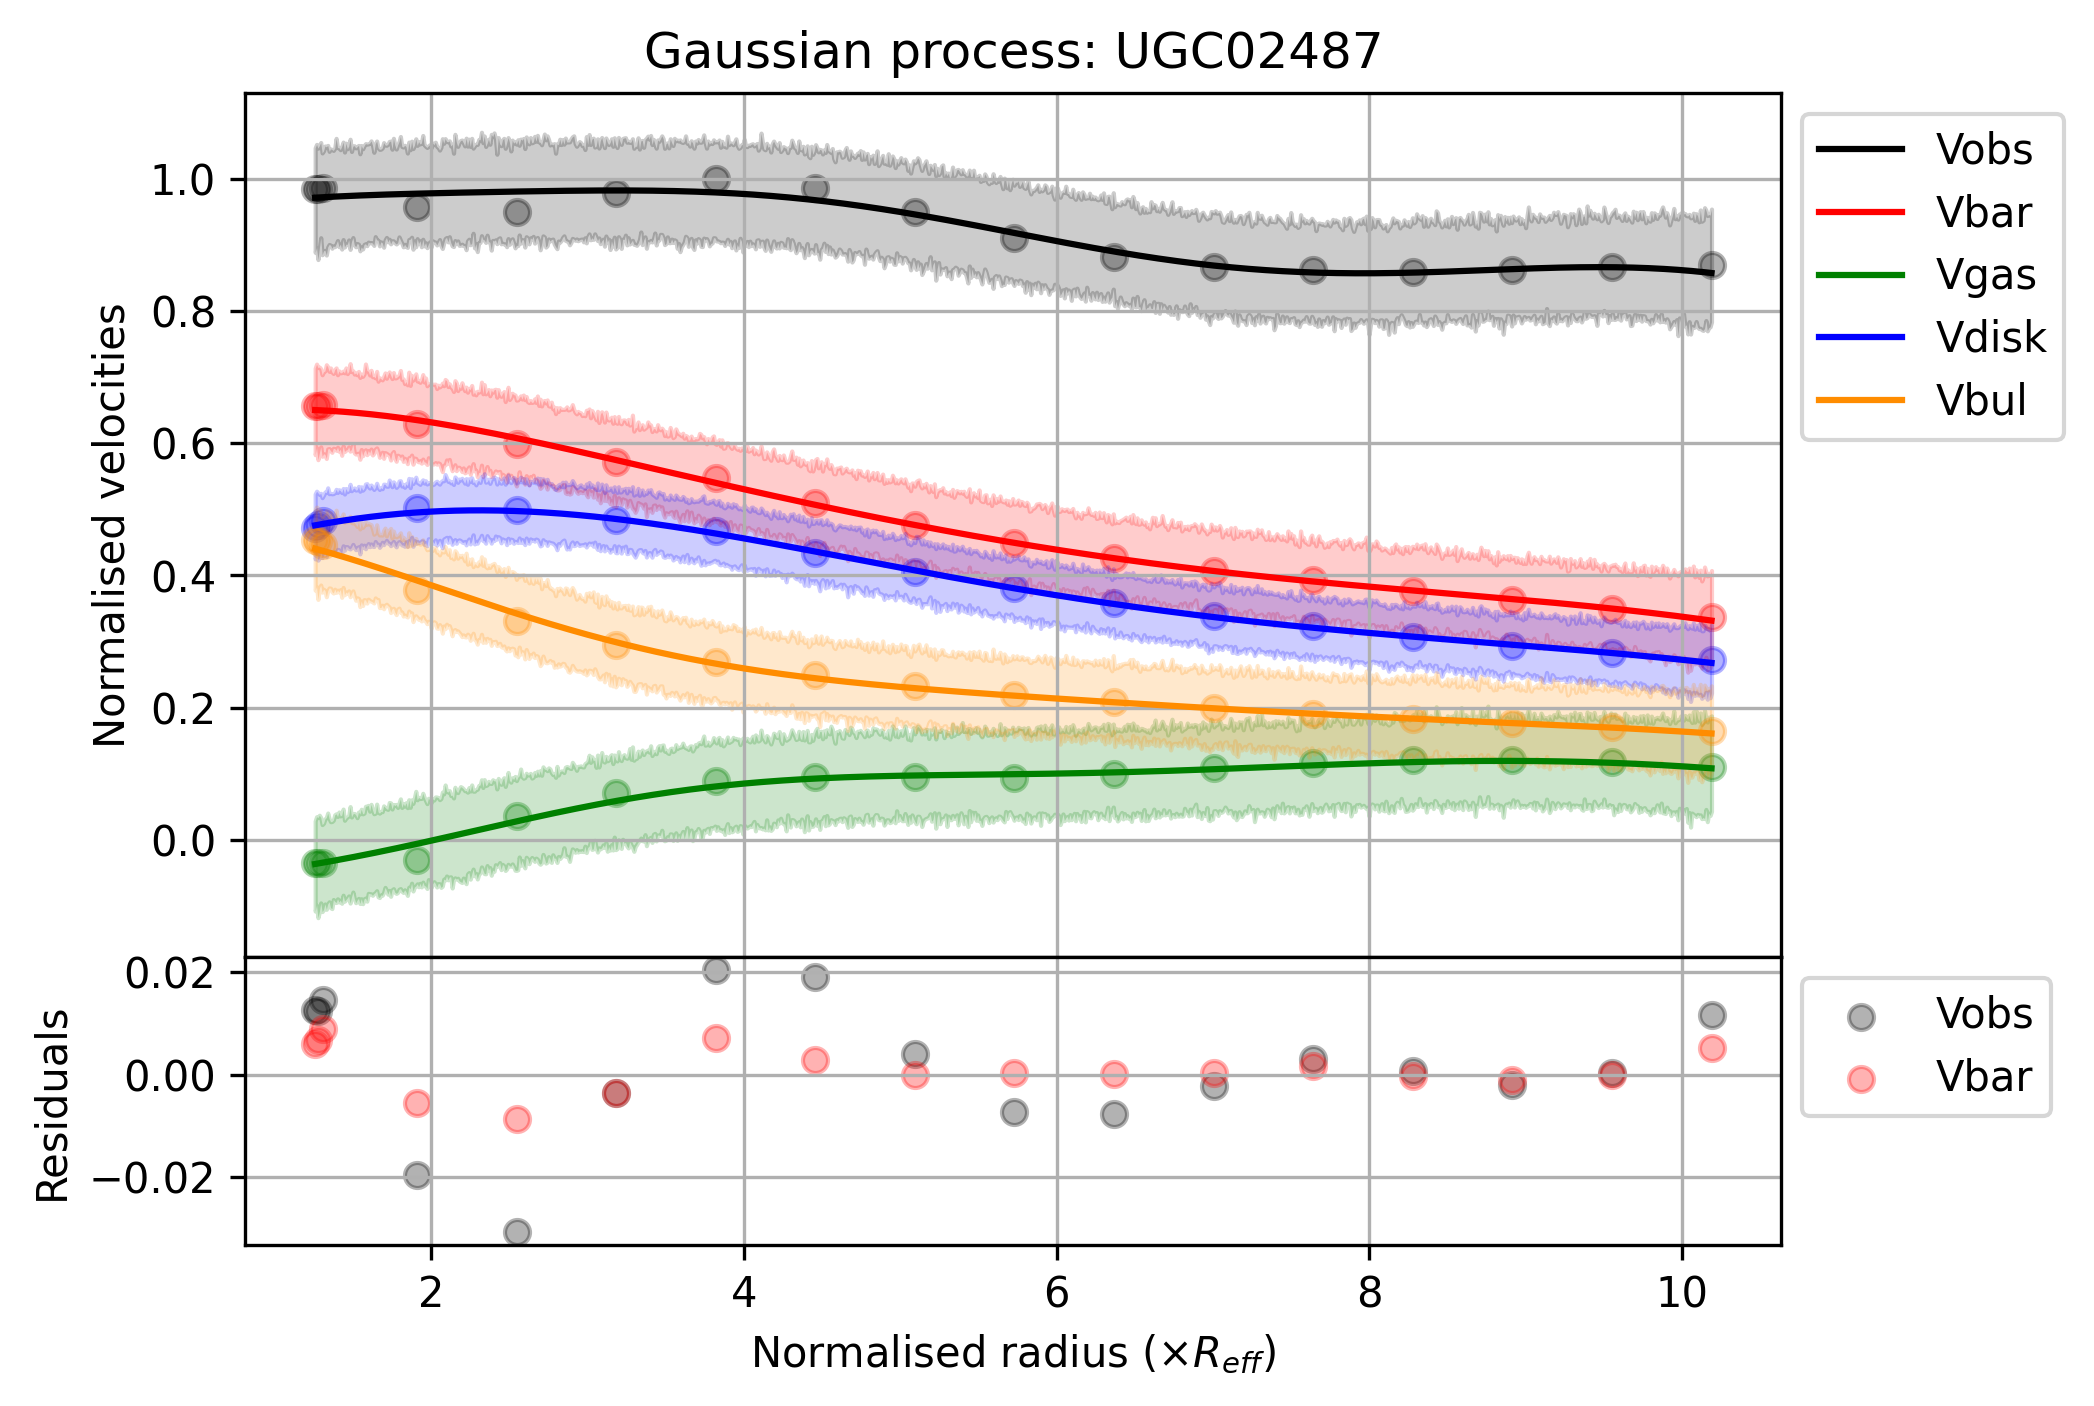 Gaussian process: UGC02487
Normalised velocities
1.0
0.8
0.6
0.4
0.2
0.0
Vobs
Vbar
Vgas
Vdisk
Vbul
Residuals
0.02
0.00
−0.02
Vobs
Vbar
2 4 6 8 10
Normalised radius (×R_eff)